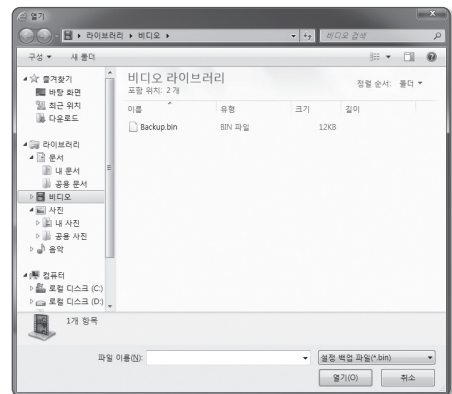 열기
라이브러리 ▸ 비디오 ▸
비디오 검색
구성 ▾ 새 폴더
즐겨찾기
바탕 화면
최근 위치
다운로드
라이브러리
문서
내 문서
공용 문서
비디오
사진
내 사진
공용 사진
음악
컴퓨터
로컬 디스크 (C:)
로컬 디스크 (D:)
비디오 라이브러리
포함 위치: 2 개
정렬 순서: 폴더 ▾
이름 유형 크기 길이
Backup.bin BIN 파일 12KB
1개 항목
파일 이름(N):
설정 백업 파일(*.bin)
열기(O) 취소